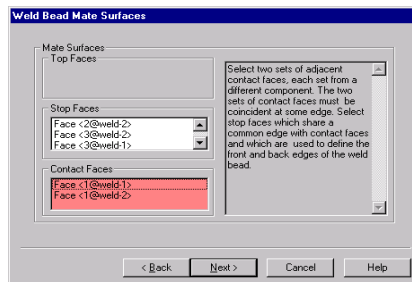 Weld Bead Mate Surfaces
Mate Surfaces
Top Faces
Stop Faces
Face <2@weld-2>
Face <3@weld-2>
Face <3@weld-1>
Contact Faces
Face <1@weld-1>
Face <1@weld-2>
Select two sets of adjacent
contact faces, each set from a
different component. The two
sets of contact faces must be
coincident at some edge. Select
stop faces which share a
common edge with contact faces
and which are used to define the
front and back edges of the weld
bead.
< Back
Next >
Cancel
Help